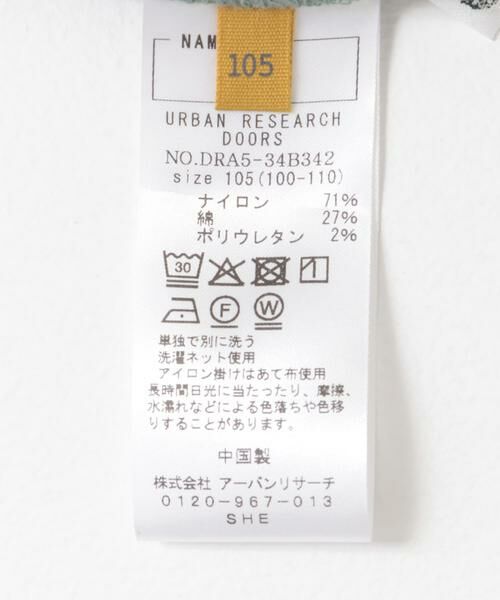 NAM
105
URBAN RESEARCH
DOORS
NO.DRA5-34B342
size 105(100-110)
ナイロン 71%
綿 27%
ポリウレタン 2%
30
F W
単独で別に洗う
洗濯ネット使用
アイロン掛けはあて布使用
長時間日光に当たったり、摩擦、
水濡れなどによる色落ちや色移
りすることがあります。
中国製
株式会社 アーバンリサーチ
0120-967-013
SHE